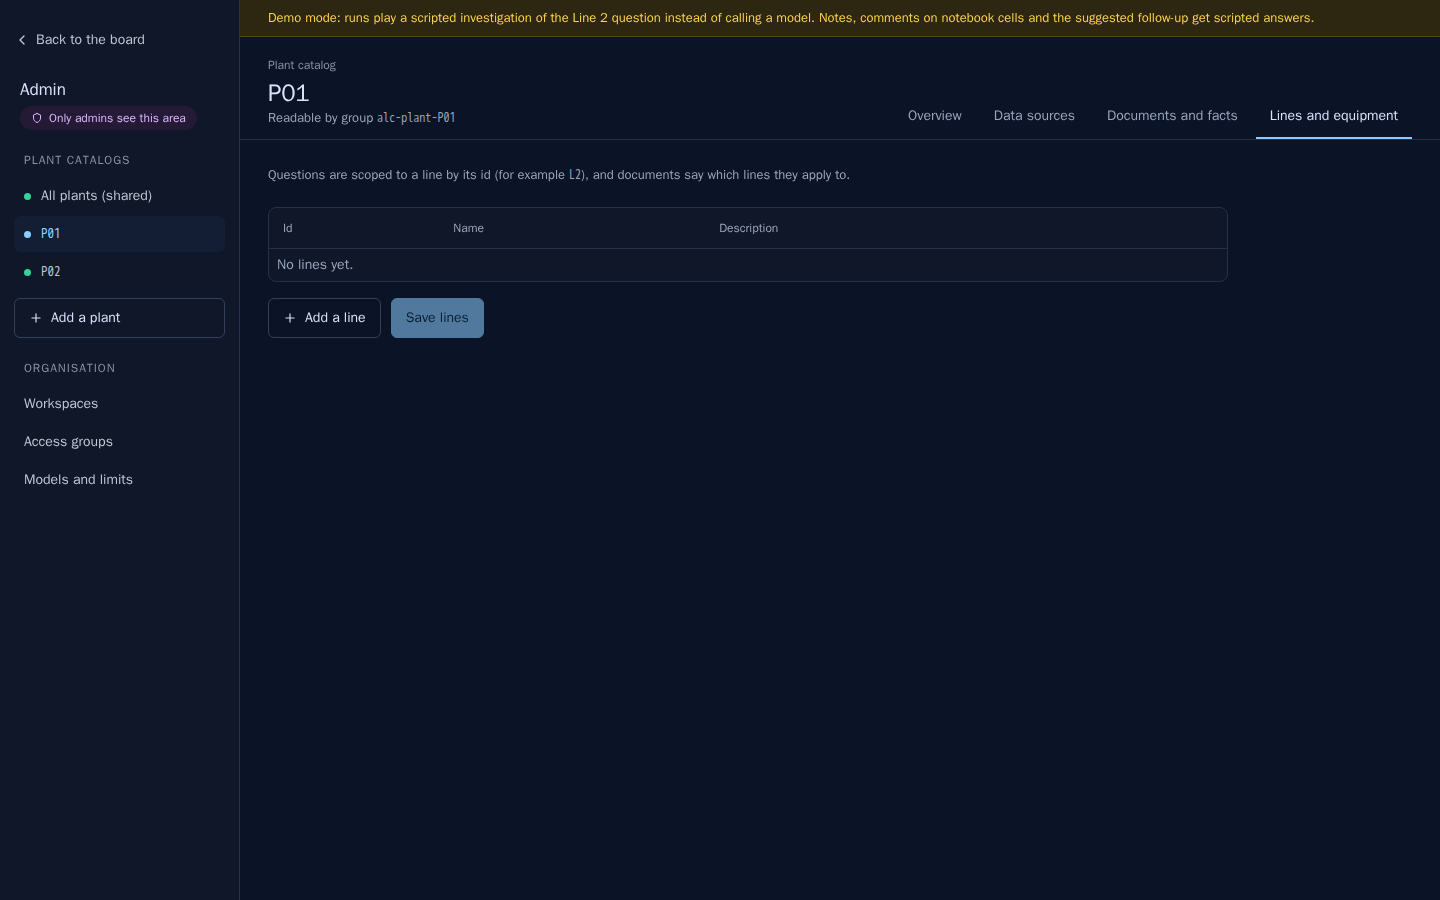 Demo mode: runs play a scripted investigation of the Line 2 question instead of calling a model. Notes, comments on notebook cells and the suggested follow-up get scripted answers.
Back to the board
Admin
Only admins see this area
PLANT CATALOGS
All plants (shared)
P01
P02
Add a plant
ORGANISATION
Workspaces
Access groups
Models and limits
Plant catalog
P01
Readable by group alc-plant-P01
Overview
Data sources
Documents and facts
Lines and equipment
Questions are scoped to a line by its id (for example L2), and documents say which lines they apply to.
Id Name Description
No lines yet.
Add a line
Save lines